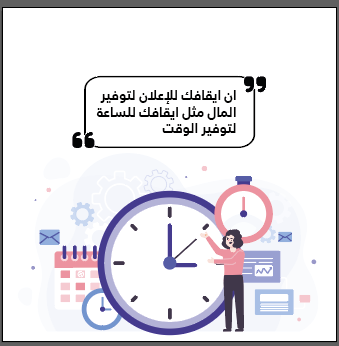 ان ايقافك للإعلان لتوفير
المال مثل ايقافك للساعة
لتوفير الوقت